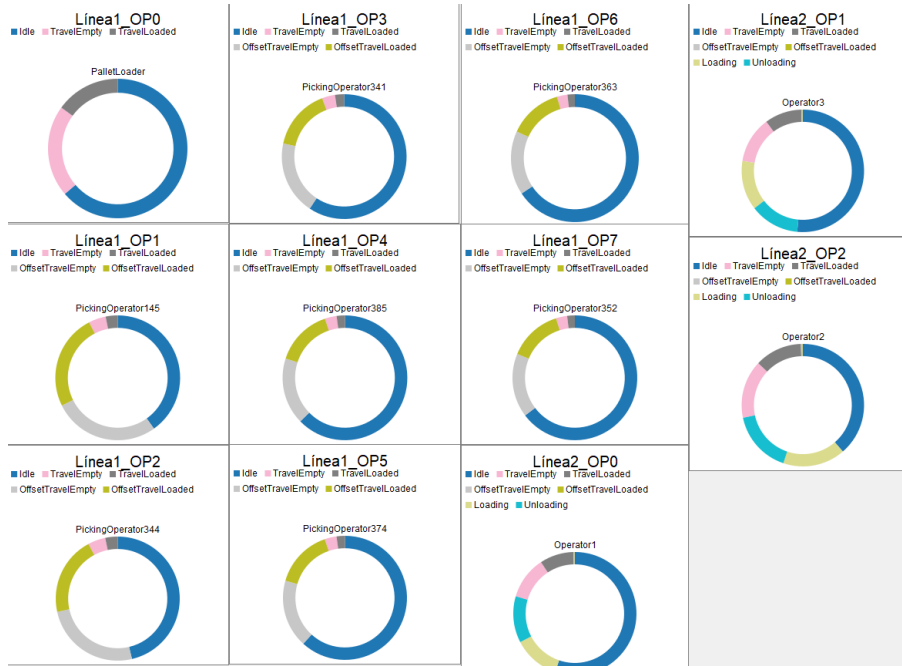 Línea1_OP0
Idle TravelEmpty TravelLoaded
PalletLoader
Línea1_OP3
Idle TravelEmpty TravelLoaded
OffsetTravelEmpty OffsetTravelLoaded
PickingOperator341
Línea1_OP6
Idle TravelEmpty TravelLoaded
OffsetTravelEmpty OffsetTravelLoaded
PickingOperator363
Línea2_OP1
Idle TravelEmpty TravelLoaded
OffsetTravelEmpty OffsetTravelLoaded
Loading Unloading
Operator3
Línea1_OP1
Idle TravelEmpty TravelLoaded
OffsetTravelEmpty OffsetTravelLoaded
PickingOperator145
Línea1_OP4
Idle TravelEmpty TravelLoaded
OffsetTravelEmpty OffsetTravelLoaded
PickingOperator385
Línea1_OP7
Idle TravelEmpty TravelLoaded
OffsetTravelEmpty OffsetTravelLoaded
PickingOperator352
Línea2_OP2
Idle TravelEmpty TravelLoaded
OffsetTravelEmpty OffsetTravelLoaded
Loading Unloading
Operator2
Línea1_OP2
Idle TravelEmpty TravelLoaded
OffsetTravelEmpty OffsetTravelLoaded
PickingOperator344
Línea1_OP5
Idle TravelEmpty TravelLoaded
OffsetTravelEmpty OffsetTravelLoaded
PickingOperator374
Línea2_OP0
Idle TravelEmpty TravelLoaded
OffsetTravelEmpty OffsetTravelLoaded
Loading Unloading
Operator1